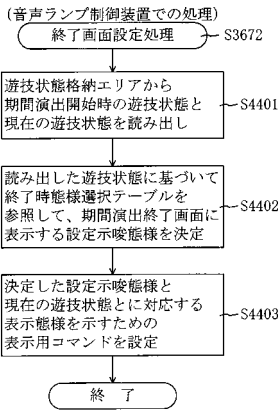 (音声ランプ制御装置での処理)
終了画面設定処理
S3672
遊技状態格納エリアから
期間演出開始時の遊技状態と
現在の遊技状態を読み出し
S4401
読み出した遊技状態に基づいて
終了時態様選択テーブルを
参照して、期間演出終了画面に
表示する設定示唆態様を決定
S4402
決定した設定示唆態様と
現在の遊技状態とに対応する
表示態様を示すための
表示用コマンドを設定
S4403
終 了